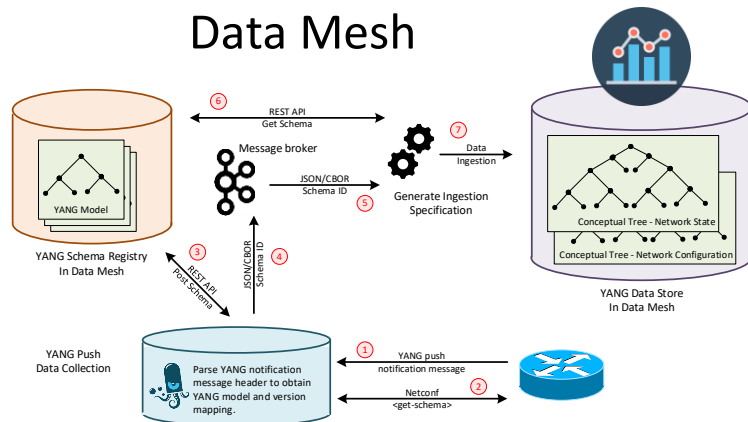 Data Mesh
6
REST API
Get Schema
Message broker
7
Data
Ingestion
JSON/CBOR
Schema ID
5
Generate Ingestion
Specification
YANG Model
Conceptual Tree - Network State
Conceptual Tree - Network Configuration
YANG Schema Registry
In Data Mesh
3
REST API
Post Schema
JSON/CBOR
Schema ID
4
YANG Data Store
In Data Mesh
YANG Push
Data Collection
Parse YANG notification
message header to obtain
YANG model and version
mapping.
1
YANG push
notification message
2
Netconf
<get-schema>